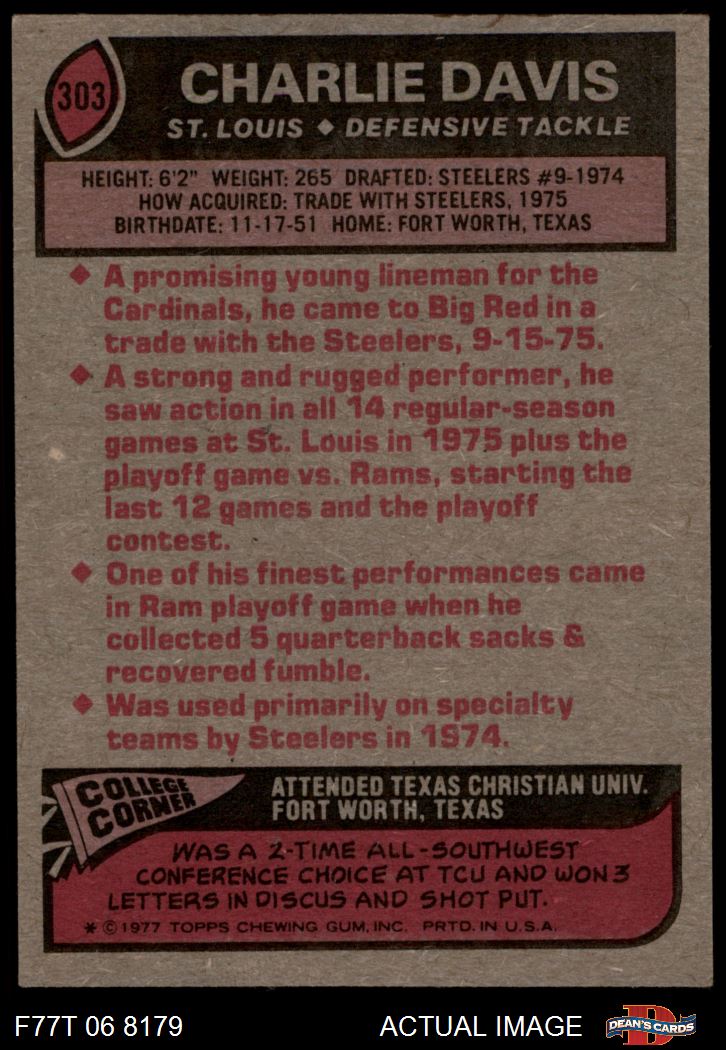 303
CHARLIE DAVIS
ST. LOUIS ◆ DEFENSIVE TACKLE
HEIGHT: 6'2" WEIGHT: 265 DRAFTED: STEELERS #9-1974
HOW ACQUIRED: TRADE WITH STEELERS, 1975
BIRTHDATE: 11-17-51 HOME: FORT WORTH, TEXAS
◆ A promising young lineman for the
Cardinals, he came to Big Red in a
trade with the Steelers, 9-15-75.
◆ A strong and rugged performer, he
saw action in all 14 regular-season
games at St. Louis in 1975 plus the
playoff game vs. Rams, starting the
last 12 games and the playoff
contest.
◆ One of his finest performances came
in Ram playoff game when he
collected 5 quarterback sacks &
recovered fumble.
◆ Was used primarily on specialty
teams by Steelers in 1974.
COLLEGE
CORNER
ATTENDED TEXAS CHRISTIAN UNIV.
FORT WORTH, TEXAS
WAS A 2-TIME ALL-SOUTHWEST
CONFERENCE CHOICE AT TCU AND WON 3
LETTERS IN DISCUS AND SHOT PUT.
* © 1977 TOPPS CHEWING GUM, INC. PRTD. IN U.S.A.
F77T 06 8179
ACTUAL IMAGE
D
DEAN'S CARDS